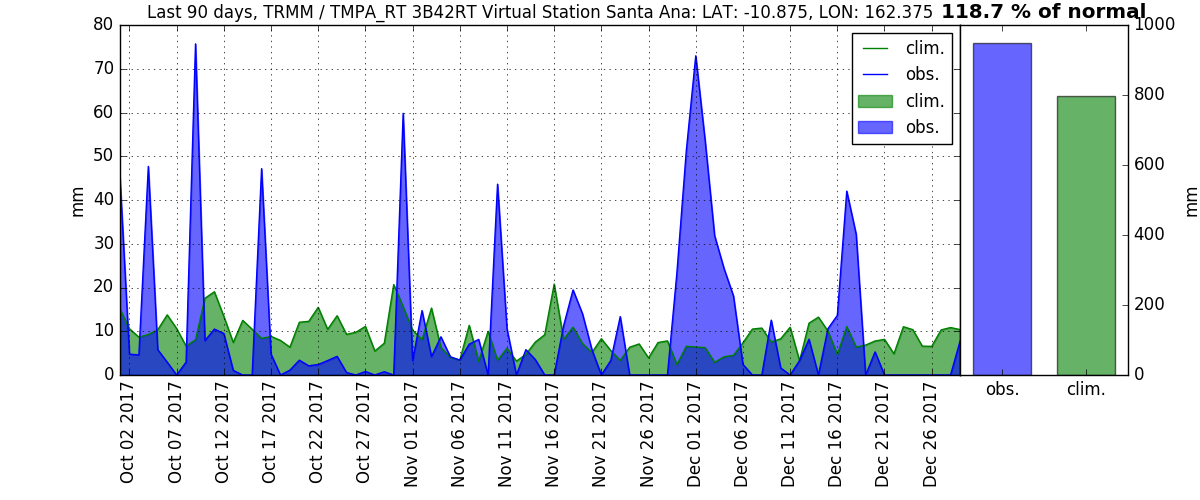 Last 90 days, TRMM / TMPA_RT 3B42RT Virtual Station Santa Ana: LAT: -10.875, LON: 162.375 118.7 % of normal
80
70
60
50
40
30
20
10
0
mm
clim.
obs.
clim.
obs.
Oct 02 2017
Oct 07 2017
Oct 12 2017
Oct 17 2017
Oct 22 2017
Oct 27 2017
Nov 01 2017
Nov 06 2017
Nov 11 2017
Nov 16 2017
Nov 21 2017
Nov 26 2017
Dec 01 2017
Dec 06 2017
Dec 11 2017
Dec 16 2017
Dec 21 2017
Dec 26 2017
1000
800
600
400
200
0
mm
obs.
clim.